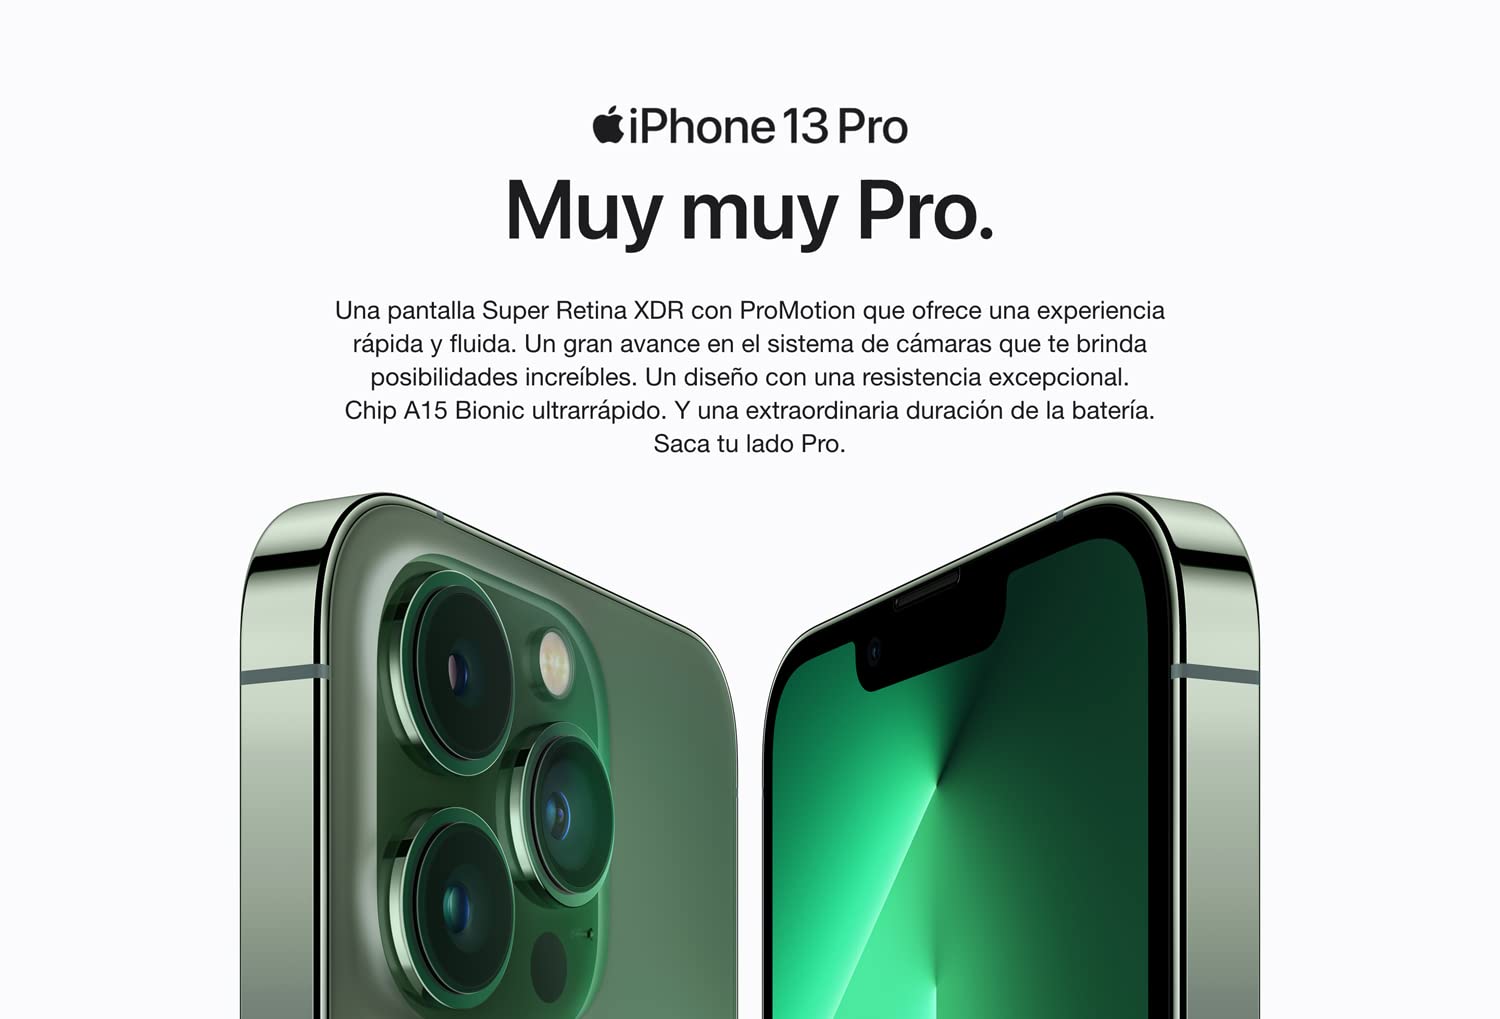 iPhone 13 Pro
Muy muy Pro.
Una pantalla Super Retina XDR con ProMotion que ofrece una experiencia
rápida y fluida. Un gran avance en el sistema de cámaras que te brinda
posibilidades increíbles. Un diseño con una resistencia excepcional.
Chip A15 Bionic ultrarrápido. Y una extraordinaria duración de la batería.
Saca tu lado Pro.